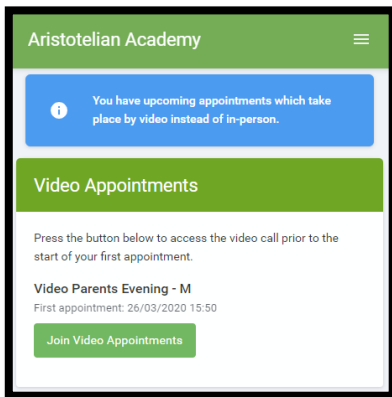 Aristotelian Academy
You have upcoming appointments which take
place by video instead of in-person.
Video Appointments
Press the button below to access the video call prior to the
start of your first appointment.
Video Parents Evening - M
First appointment: 26/03/2020 15:50
Join Video Appointments